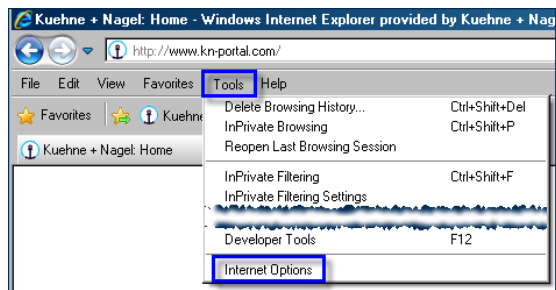 Kuehne + Nagel: Home - Windows Internet Explorer provided by Kuehne + Nag
http://www.kn-portal.com/
File Edit View Favorites Tools Help
Favorites Kuehne
Kuehne + Nagel: Home
Delete Browsing History... Ctrl+Shift+Del
InPrivate Browsing Ctrl+Shift+P
Reopen Last Browsing Session
InPrivate Filtering Ctrl+Shift+F
InPrivate Filtering Settings
Developer Tools F12
Internet Options